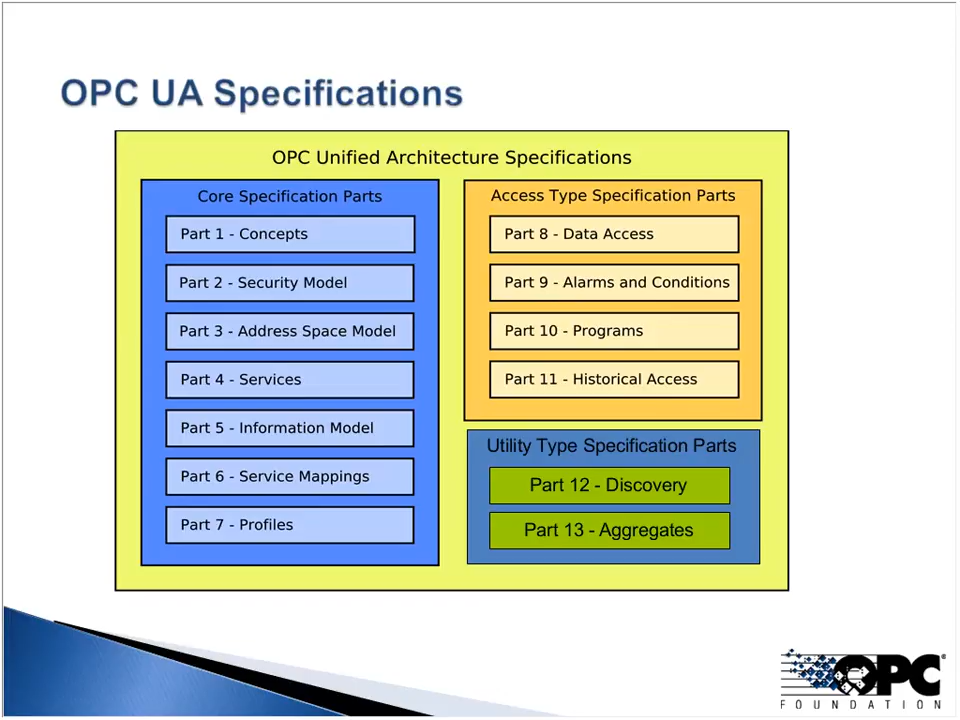 OPC UA Specifications
OPC Unified Architecture Specifications
Core Specification Parts
Part 1 - Concepts
Part 2 - Security Model
Part 3 - Address Space Model
Part 4 - Services
Part 5 - Information Model
Part 6 - Service Mappings
Part 7 - Profiles
Access Type Specification Parts
Part 8 - Data Access
Part 9 - Alarms and Conditions
Part 10 - Programs
Part 11 - Historical Access
Utility Type Specification Parts
Part 12 - Discovery
Part 13 - Aggregates
OPC®
FOUNDATION